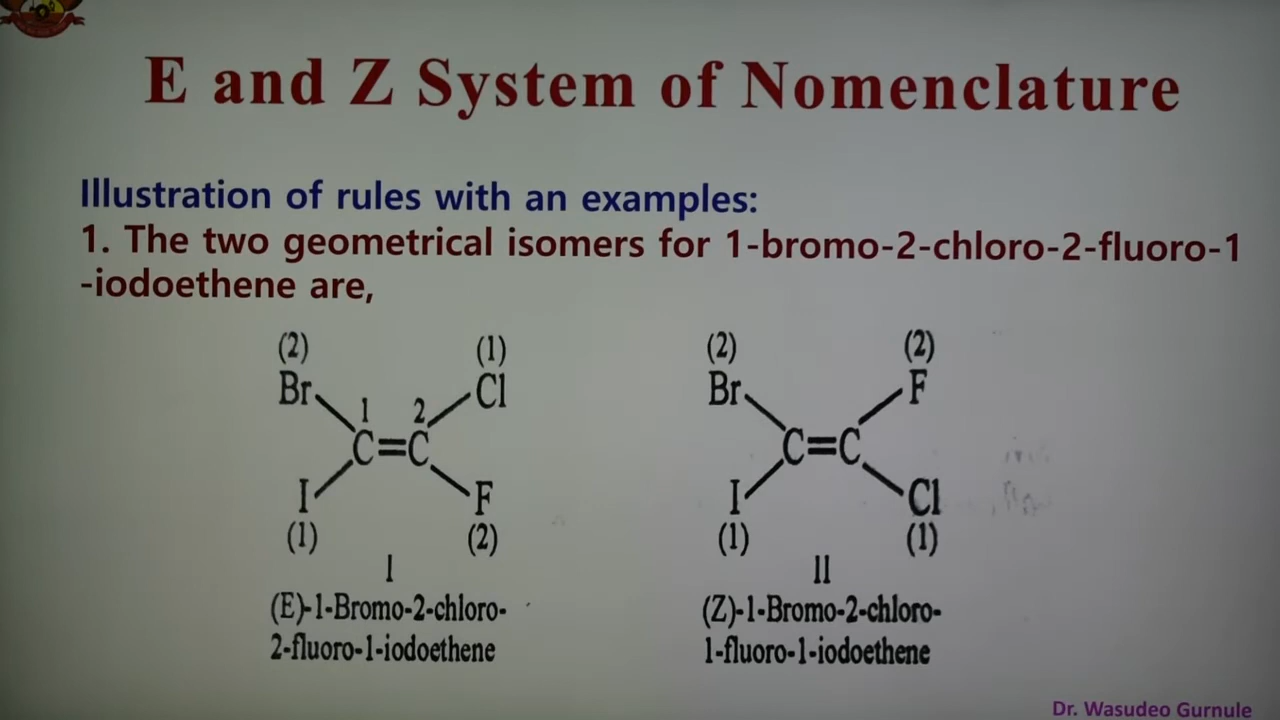 E and Z System of Nomenclature
Illustration of rules with an examples:
1. The two geometrical isomers for 1-bromo-2-chloro-2-fluoro-1
-iodoethene are,
(2) (1) (2) (2)
Br 1 2 Cl Br F
C=C C=C
I F I Cl
(1) (2) (1) (1)
I II
(E)-1-Bromo-2-chloro- (Z)-1-Bromo-2-chloro-
2-fluoro-1-iodoethene 1-fluoro-1-iodoethene
Dr. Wasudeo Gurnule